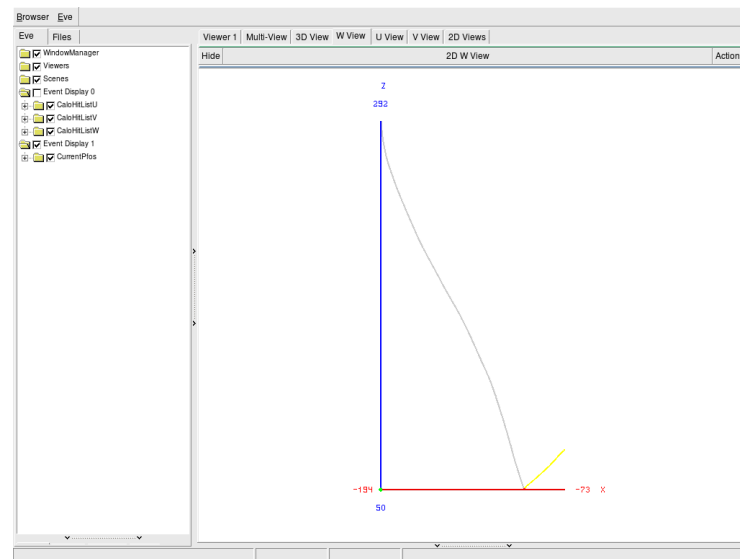 Browser Eve
Eve Files
Viewer 1 Multi-View 3D View W View U View V View 2D Views
Hide 2D W View Action
WindowManager
Viewers
Scenes
Event Display 0
CaloHitListU
CaloHitListV
CaloHitListW
Event Display 1
CurrentPfos
Z
292
-194
-73 X
50